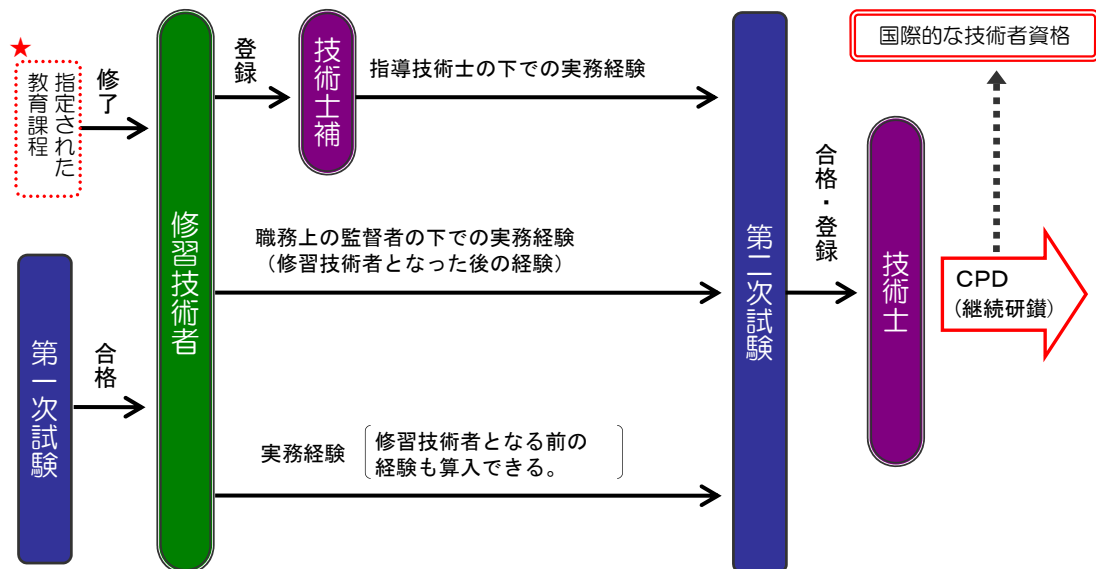 ★
指定された
教育課程
修了
第一次試験
合格
修習技術者
登録
技術士補
指導技術士の下での実務経験
職務上の監督者の下での実務経験
（修習技術者となった後の経験）
実務経験
修習技術者となる前の
経験も算入できる。
第二次試験
合格・登録
技術士
国際的な技術者資格
CPD
(継続研鑚)